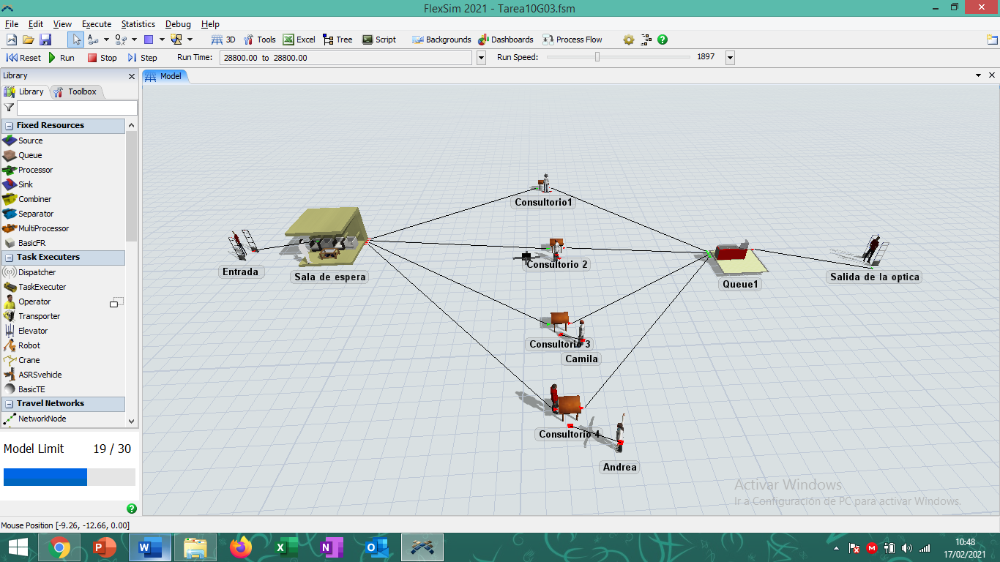 FlexSim 2021 - Tarea10G03.fsm
File Edit View Execute Statistics Debug Help
3D Tools Excel Tree Script Backgrounds Dashboards Process Flow
Reset Run Stop Step Run Time: 28800.00 to 28800.00 Run Speed: 1897
Library
Library Toolbox
Model
Fixed Resources
Source
Queue
Processor
Sink
Combiner
Separator
MultiProcessor
BasicFR
Task Executers
Dispatcher
TaskExecuter
Operator
Transporter
Elevator
Robot
Crane
ASRSvehicle
BasicTE
Travel Networks
NetworkNode
Model Limit 19 / 30
Mouse Position [-9.26, -12.66, 0.00]
Consultorio1
Entrada
Sala de espera
Consultorio 2
Queue1
Salida de la optica
Consultorio 3
Camila
Consultorio 4
Andrea
Activar Windows
Ir a Configuración de PC para activar Windows.
10:48
17/02/2021